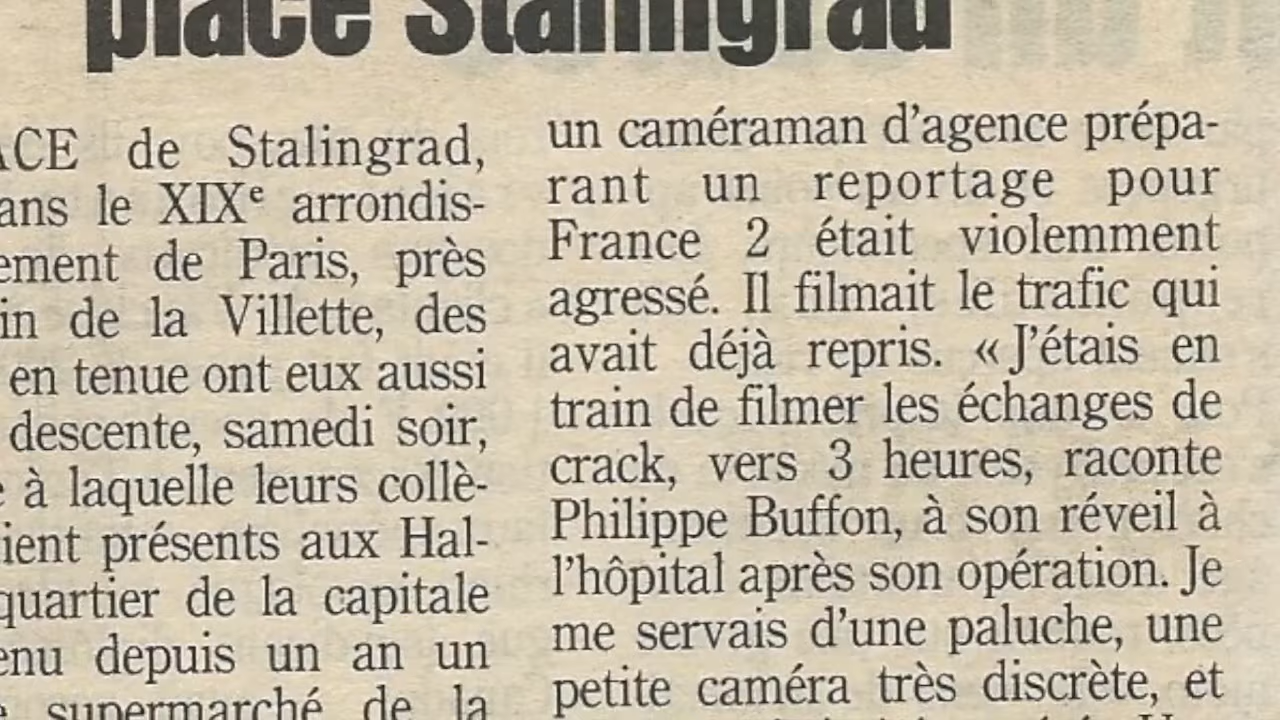 place Stalingrad
ACE de Stalingrad,
ans le XIXe arrondis-
ement de Paris, près
in de la Villette, des
en tenue ont eux aussi
descente, samedi soir,
e à laquelle leurs collè-
ient présents aux Hal-
quartier de la capitale
enu depuis un an un
supermarché de la
un caméraman d'agence prépa-
rant un reportage pour
France 2 était violemment
agressé. Il filmait le trafic qui
avait déjà repris. « J'étais en
train de filmer les échanges de
crack, vers 3 heures, raconte
Philippe Buffon, à son réveil à
l'hôpital après son opération. Je
me servais d'une paluche, une
petite caméra très discrète, et